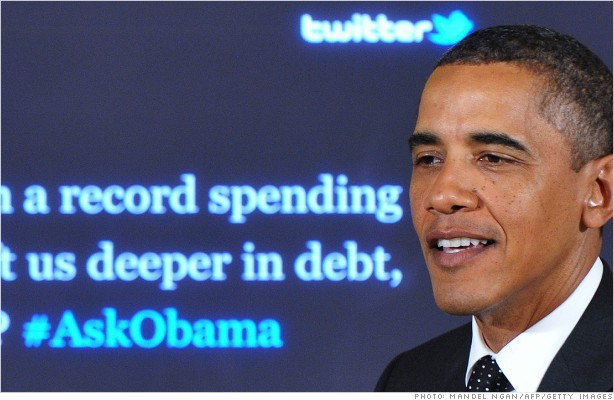 twitter
a record spending
us deeper in debt,
? #AskObama
PHOTO: MANDEL NGAN/AFP/GETTY IMAGES